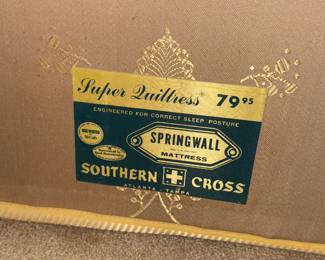 Super Quiltress 79 95
ENGINEERED FOR CORRECT SLEEP POSTURE
SPRINGWALL
MATTRESS
SOUTHERN CROSS
ATLANTA - TAMPA